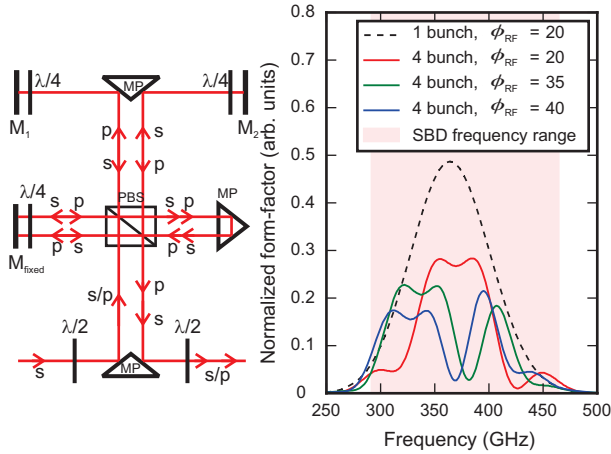 λ/4
MP
λ/4
M1
M2
p
s
s
p
λ/4
PBS
MP
s
p
s
p
p
s
p
s
Mfixed
p
s/p
s
λ/2
λ/2
MP
s
s/p
Normalized form-factor (arb. units)
0.8
0.7
0.6
0.5
0.4
0.3
0.2
0.1
0
1 bunch, ϕRF = 20
4 bunch, ϕRF = 20
4 bunch, ϕRF = 35
4 bunch, ϕRF = 40
SBD frequency range
250
300
350
400
450
500
Frequency (GHz)